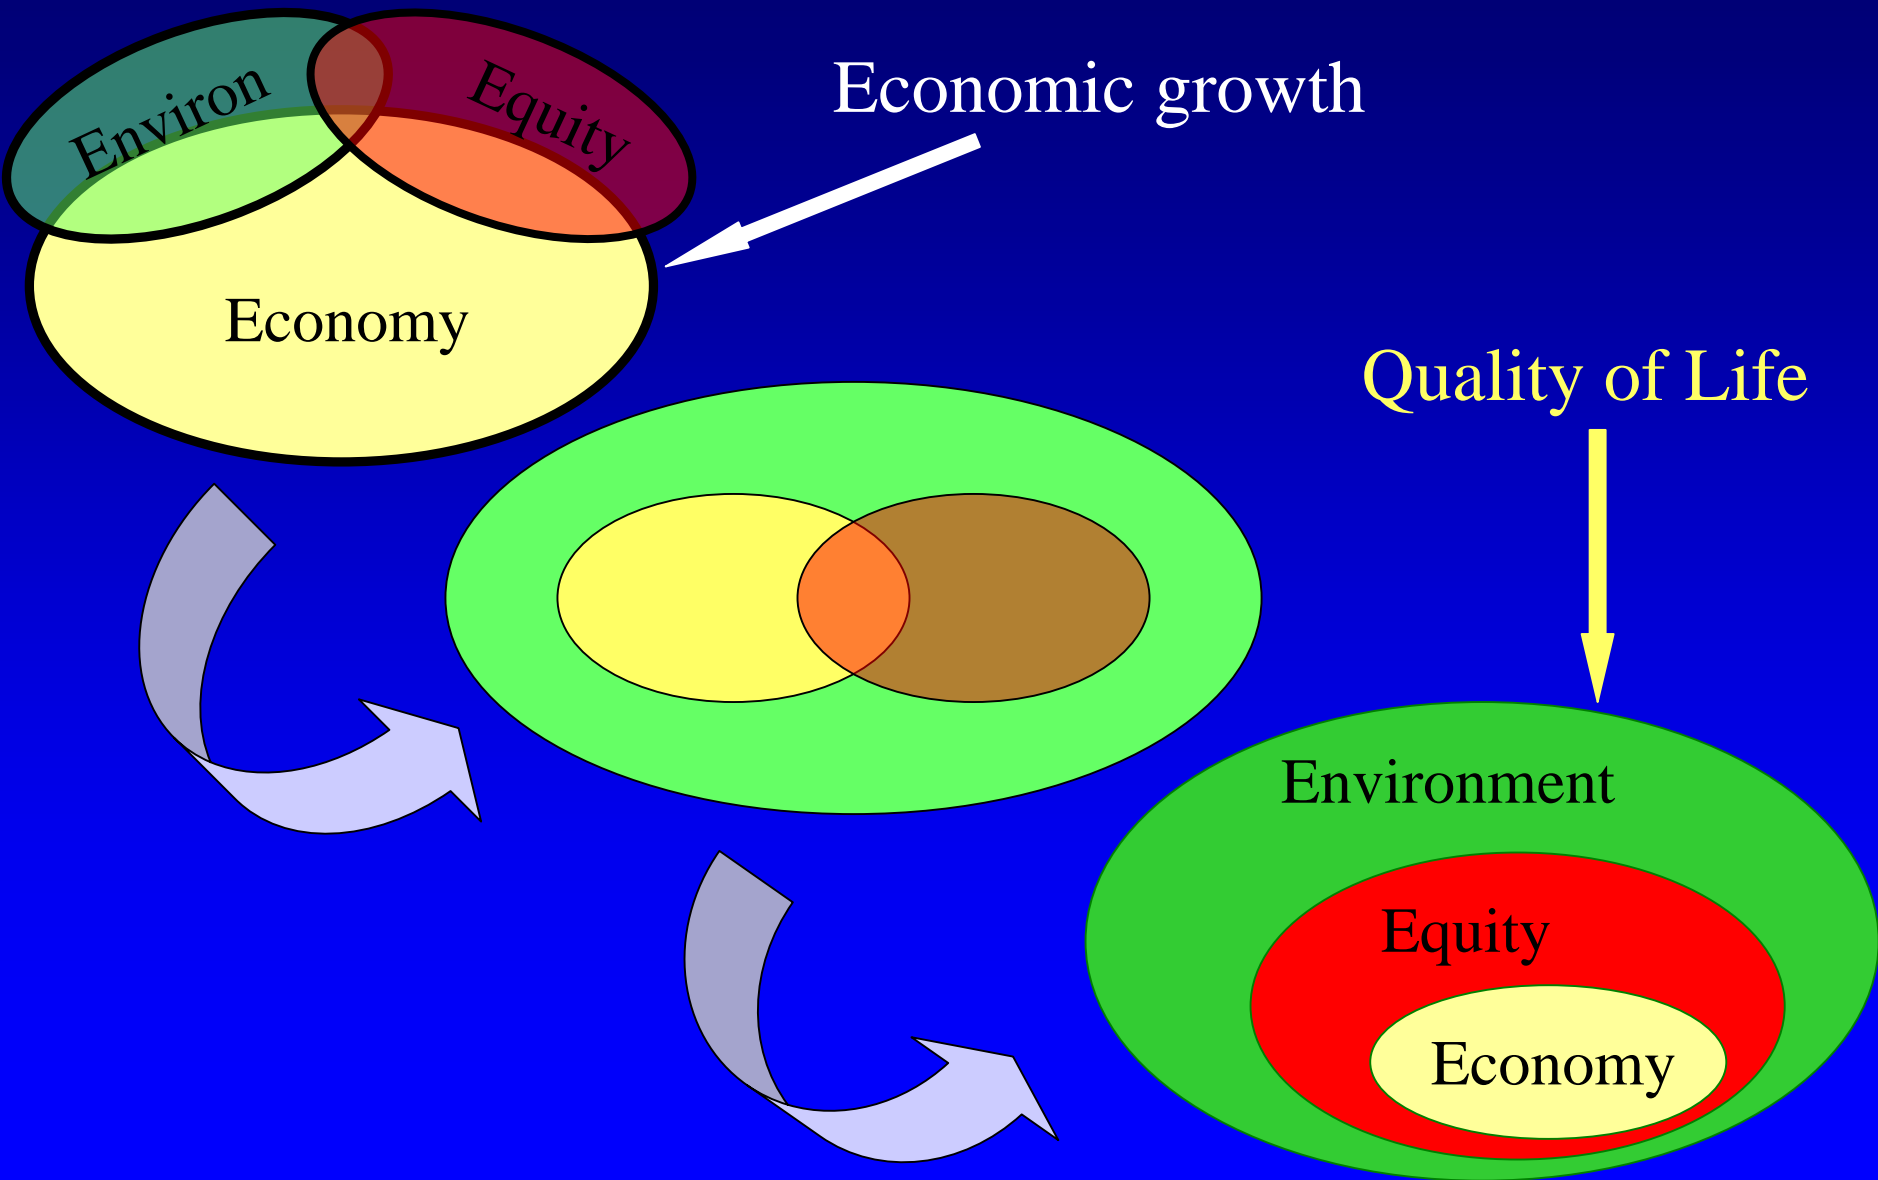 Environ
Equity
Economic growth
Economy
Quality of Life
Environment
Equity
Economy